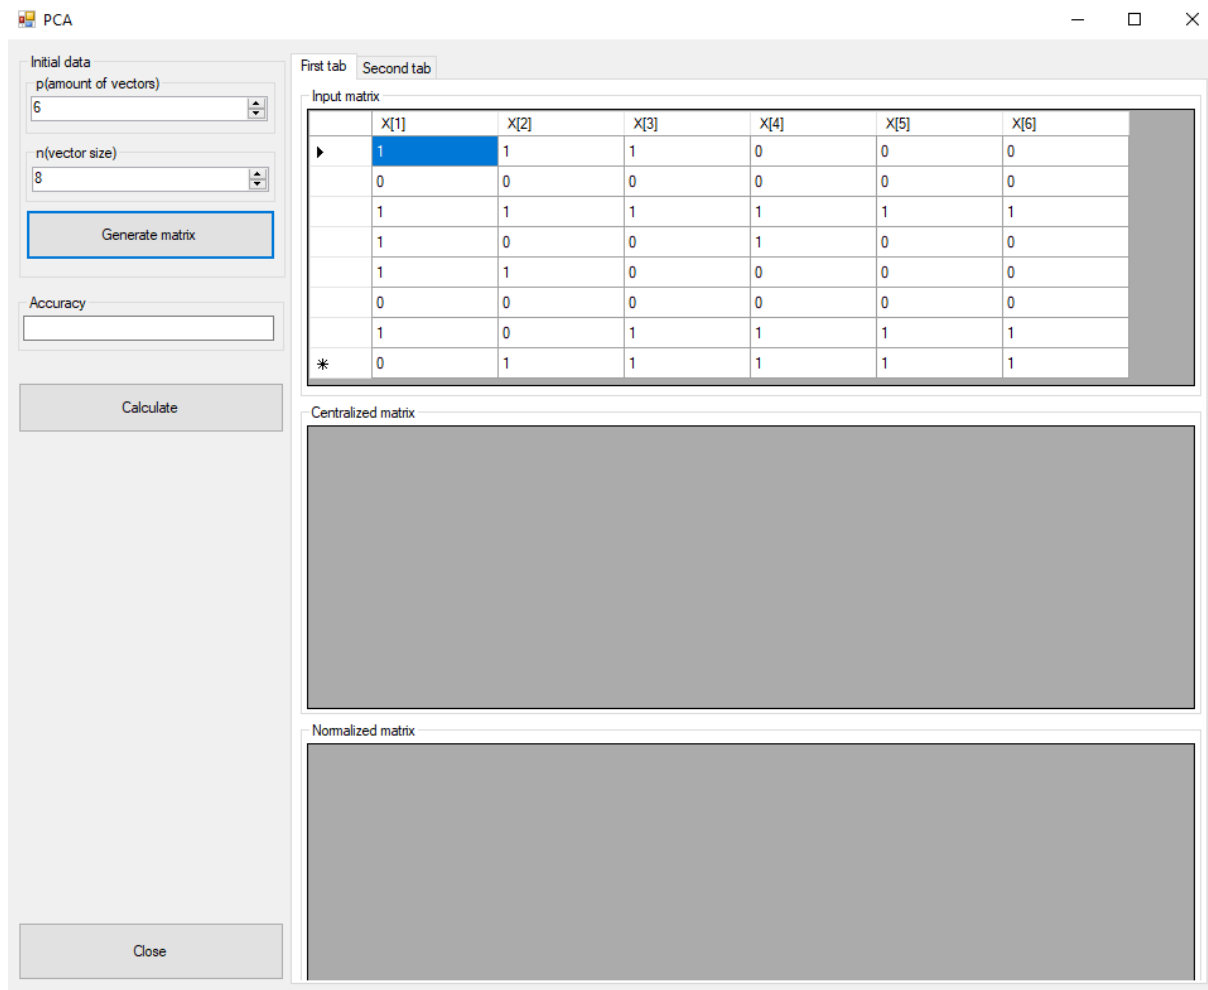 PCA
Initial data
p(amount of vectors)
6
n(vector size)
8
Generate matrix
Accuracy
Calculate
Close
First tab Second tab
Input matrix
X[1] X[2] X[3] X[4] X[5] X[6]
1 1 1 0 0 0
0 0 0 0 0 0
1 1 1 1 1 1
1 0 0 1 0 0
1 1 0 0 0 0
0 0 0 0 0 0
1 0 1 1 1 1
0 1 1 1 1 1
Centralized matrix
Normalized matrix